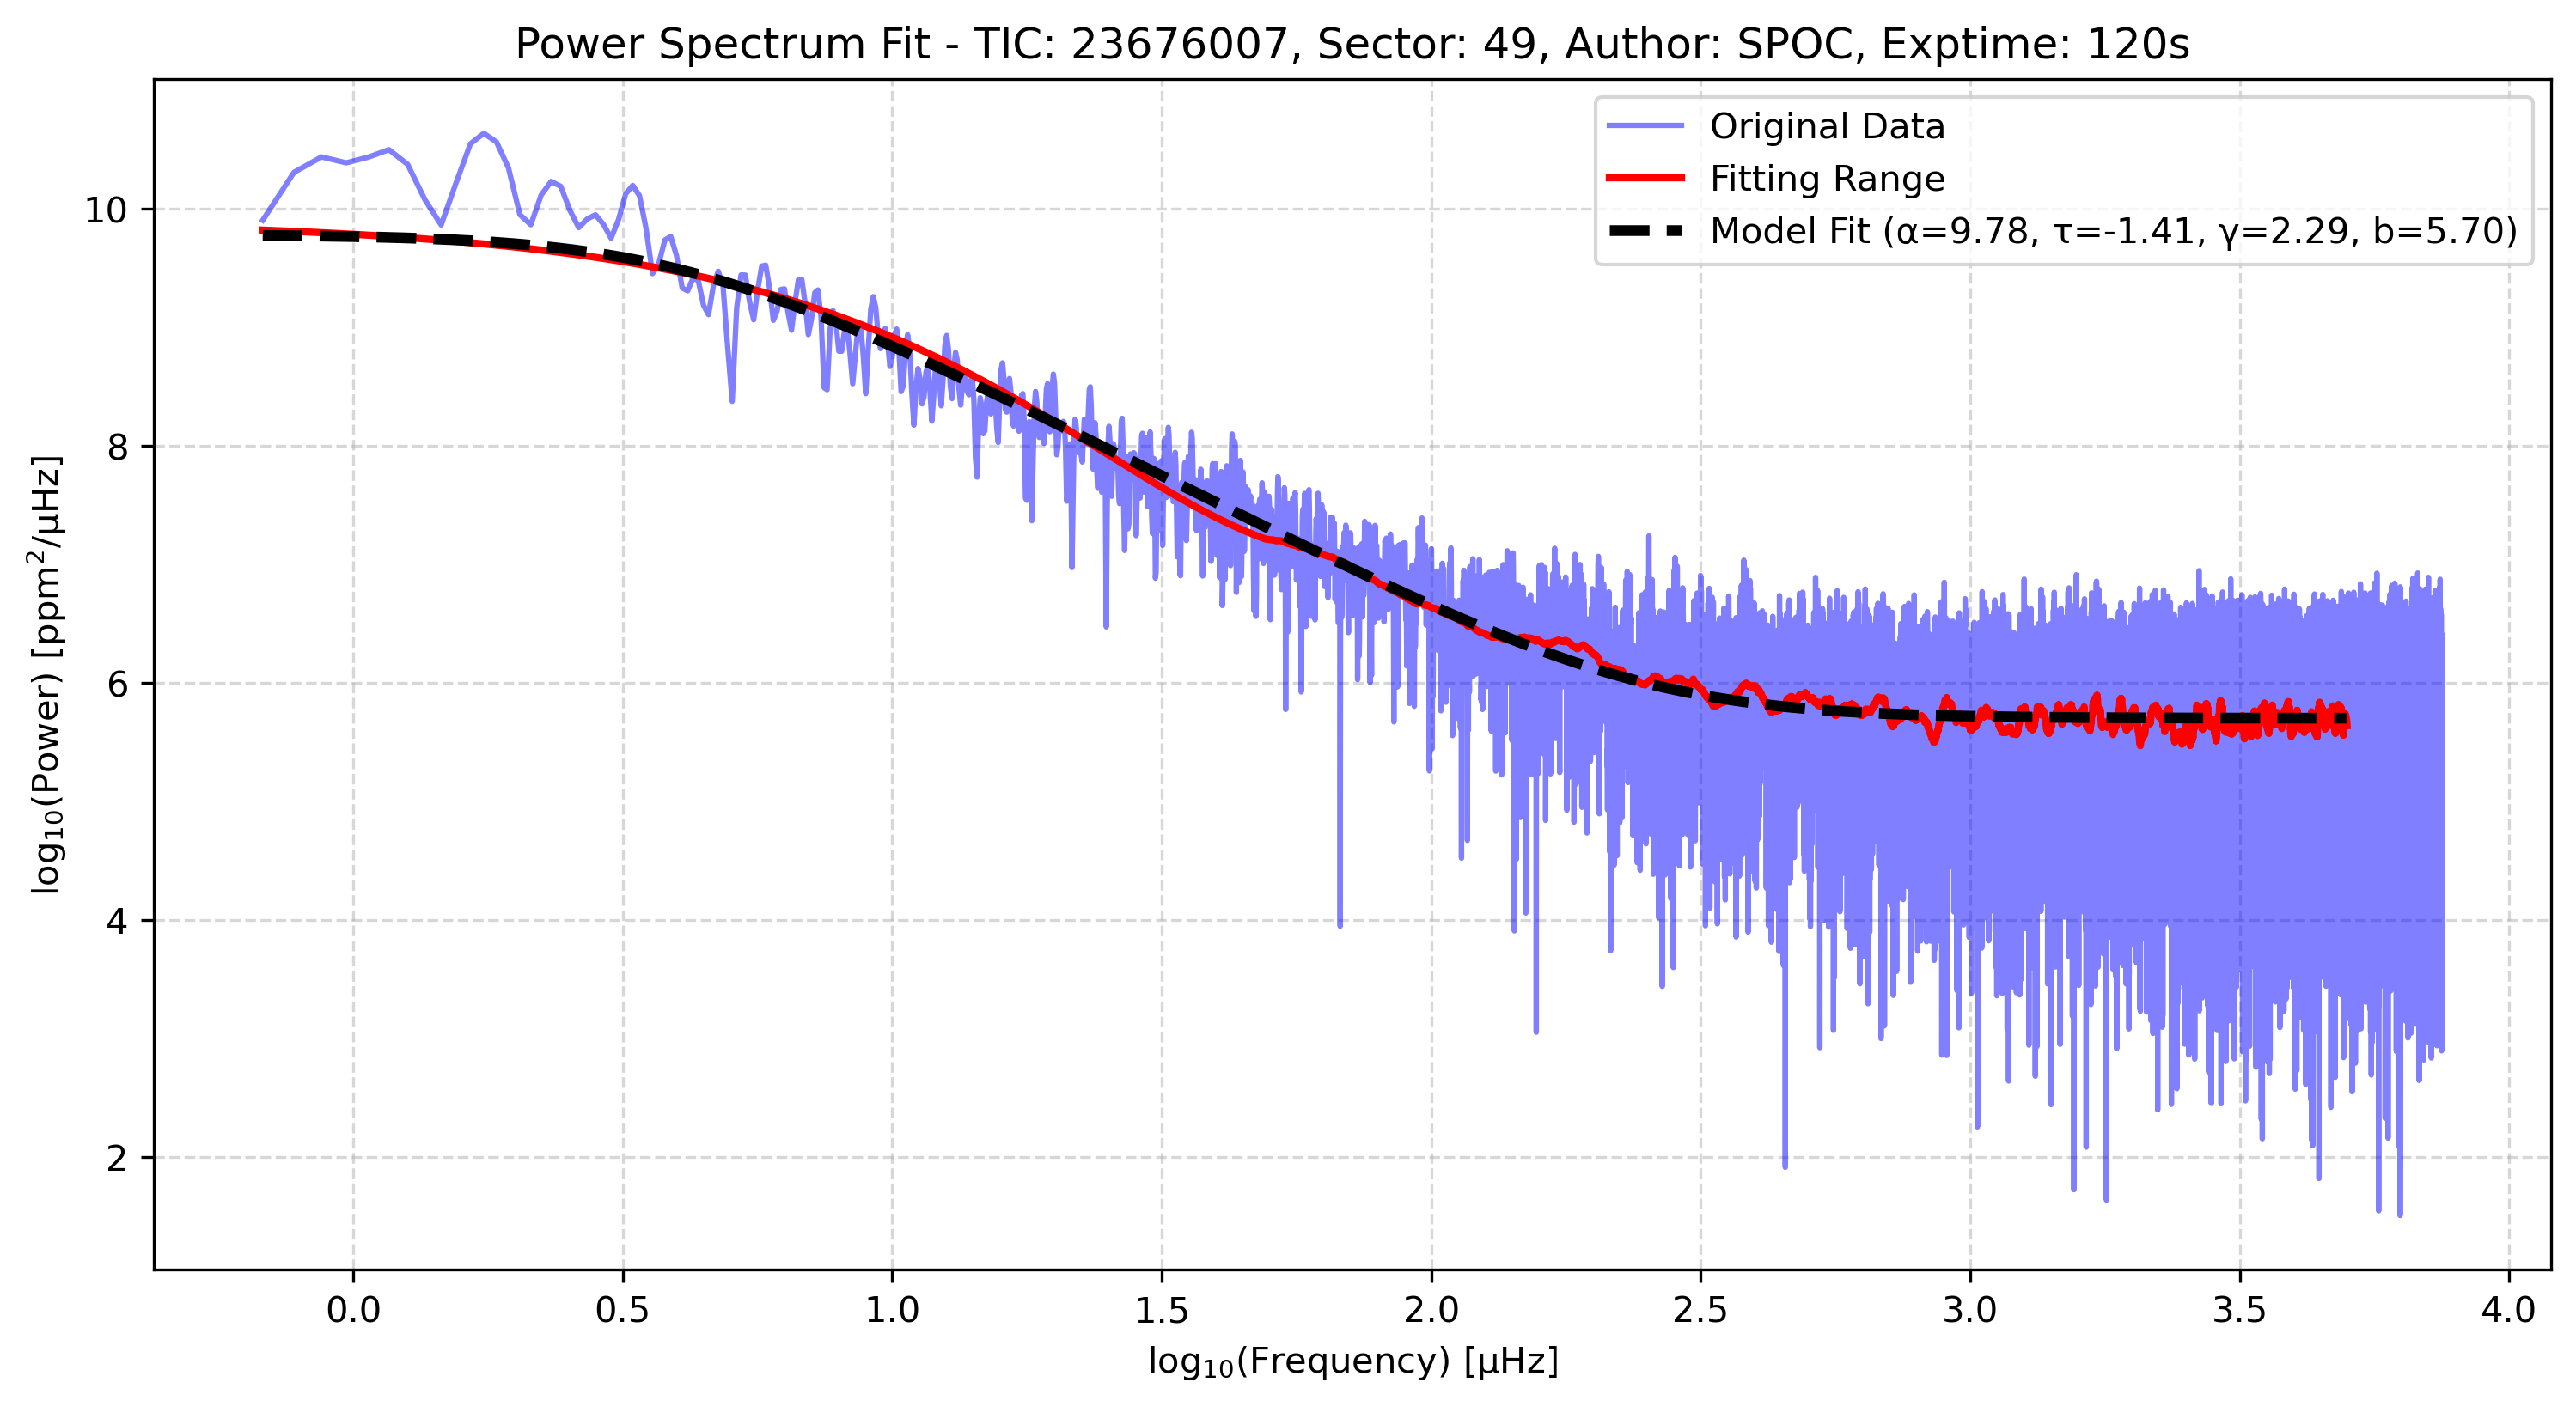 Power Spectrum Fit - TIC: 23676007, Sector: 49, Author: SPOC, Exptime: 120s
Original Data
Fitting Range
Model Fit (α=9.78, τ=-1.41, γ=2.29, b=5.70)
log₁₀(Power) [ppm²/μHz]
10
8
6
4
2
0.0 0.5 1.0 1.5 2.0 2.5 3.0 3.5 4.0
log₁₀(Frequency) [μHz]